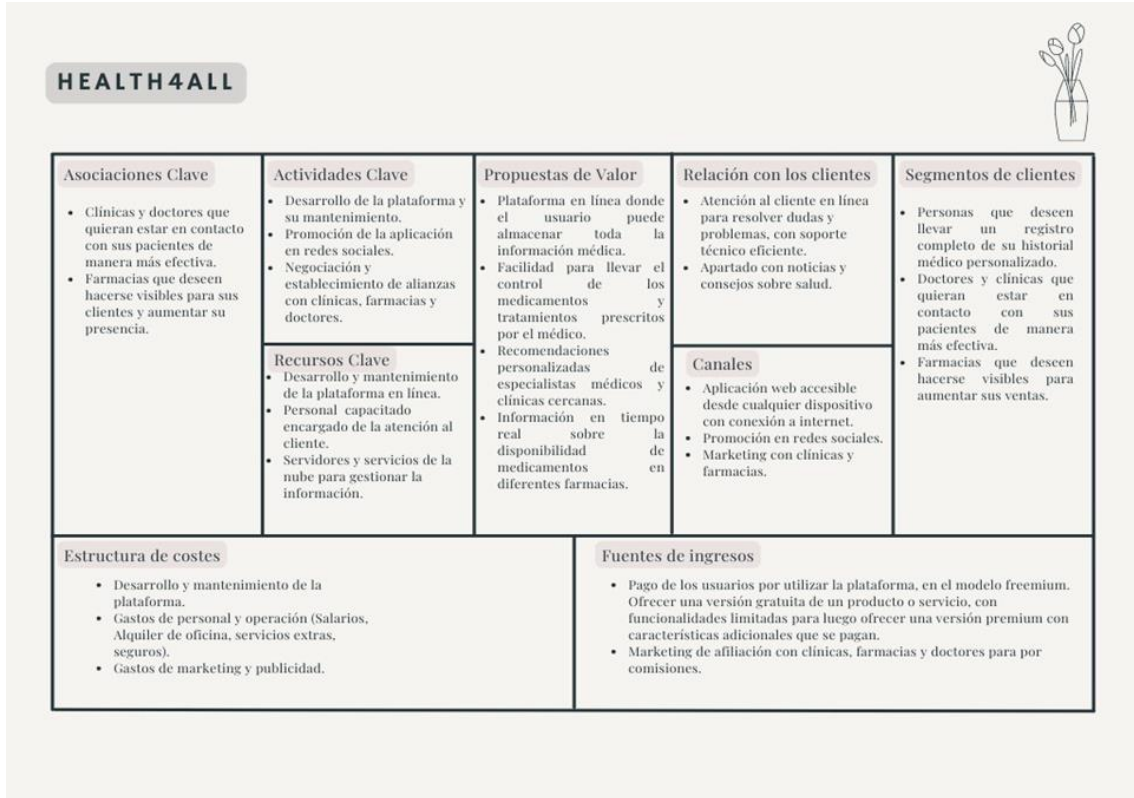 HEALTH4ALL
Asociaciones Clave
• Clínicas y doctores que
quieran estar en contacto
con sus pacientes de
manera más efectiva.
• Farmacias que deseen
hacerse visibles para sus
clientes y aumentar su
presencia.
Actividades Clave
• Desarrollo de la plataforma y
su mantenimiento.
• Promoción de la aplicación
en redes sociales.
• Negociación y
establecimiento de alianzas
con clínicas, farmacias y
doctores.
Recursos Clave
• Desarrollo y mantenimiento
de la plataforma en línea.
• Personal capacitado
encargado de la atención al
cliente.
• Servidores y servicios de la
nube para gestionar la
información.
Propuestas de Valor
• Plataforma en línea donde
el usuario puede
almacenar toda la
información médica.
• Facilidad para llevar el
control de los
medicamentos y
tratamientos prescritos
por el médico.
• Recomendaciones
personalizadas de
especialistas médicos y
clínicas cercanas.
• Información en tiempo
real sobre la
disponibilidad de
medicamentos en
diferentes farmacias.
Relación con los clientes
• Atención al cliente en línea
para resolver dudas y
problemas, con soporte
técnico eficiente.
• Apartado con noticias y
consejos sobre salud.
Canales
• Aplicación web accesible
desde cualquier dispositivo
con conexión a internet.
• Promoción en redes sociales.
• Marketing con clínicas y
farmacias.
Segmentos de clientes
• Personas que deseen
llevar un registro
completo de su historial
médico personalizado.
• Doctores y clínicas que
quieran estar en
contacto con sus
pacientes de manera
más efectiva.
• Farmacias que deseen
hacerse visibles para
aumentar sus ventas.
Estructura de costes
• Desarrollo y mantenimiento de la
plataforma.
• Gastos de personal y operación (Salarios,
Alquiler de oficina, servicios extras,
seguros).
• Gastos de marketing y publicidad.
Fuentes de ingresos
• Pago de los usuarios por utilizar la plataforma, en el modelo freemium.
Ofrecer una versión gratuita de un producto o servicio, con
funcionalidades limitadas para luego ofrecer una versión premium con
características adicionales que se pagan.
• Marketing de afiliación con clínicas, farmacias y doctores para por
comisiones.